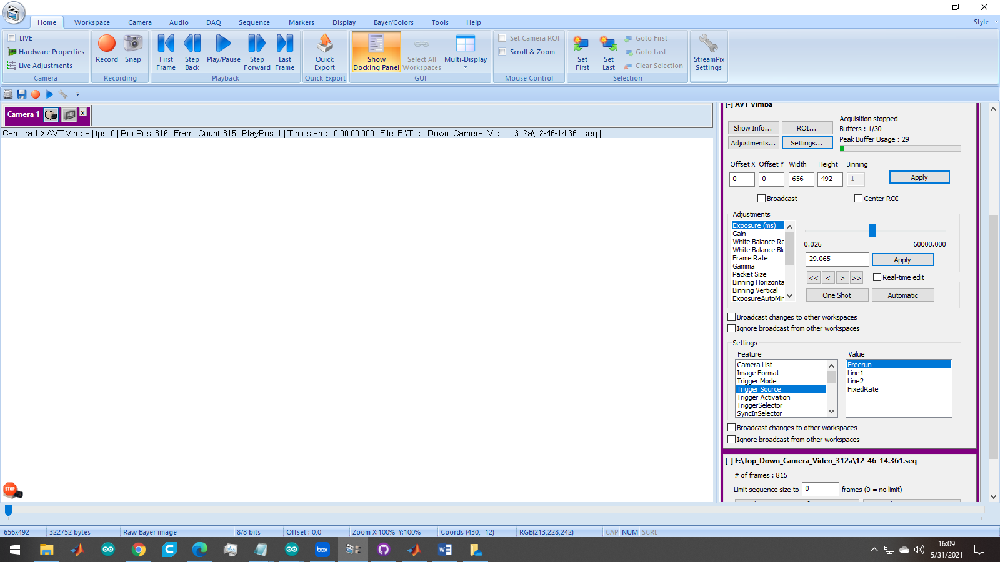 Home Workspace Camera Audio DAQ Sequence Markers Display Bayer/Colors Tools Help Style
LIVE
Hardware Properties
Live Adjustments
Camera
Record Snap
Recording
First Frame
Step Back
Play/Pause
Step Forward
Last Frame
Playback
Quick Export
Quick Export
Show Docking Panel
Select All Workspaces
Multi-Display
GUI
Set Camera ROI
Scroll & Zoom
Mouse Control
Set First
Set Last
Goto First
Goto Last
Clear Selection
Selection
StreamPix Settings
Camera 1 x
Camera 1 > AVT Vimba | fps: 0 | RecPos: 816 | FrameCount: 815 | PlayPos: 1 | Timestamp: 0:00:00.000 | File: E:\Top_Down_Camera_Video_312a\12-46-14.361.seq |
STOP
[-] AVT Vimba
Show Info... ROI...
Adjustments... Settings...
Acquisition stopped
Buffers : 1/30
Peak Buffer Usage : 29
Offset X Offset Y Width Height Binning
0 0 656 492 1 Apply
Broadcast Center ROI
Adjustments
Exposure (ms)
Gain
White Balance Re
White Balance Blu
Frame Rate
Gamma
Packet Size
Binning Horizonta
Binning Vertical
ExposureAutoMin
0.026 60000.000
29.065 Apply
<< < > >> Real-time edit
One Shot Automatic
Broadcast changes to other workspaces
Ignore broadcast from other workspaces
Settings
Feature Value
Camera List
Image Format
Trigger Mode
Trigger Source
Trigger Activation
TriggerSelector
SyncInSelector
Freerun
Line1
Line2
FixedRate
Broadcast changes to other workspaces
Ignore broadcast from other workspaces
[-] E:\Top_Down_Camera_Video_312a\12-46-14.361.seq
# of frames : 815
Limit sequence size to 0 frames (0 = no limit)
656x492 322752 bytes Raw Bayer image 8/8 bits Offset : 0,0 Zoom X:100% Y:100% Coords (430, -12) RGB(213,228,242) CAP NUM SCRL
box
16:09
5/31/2021